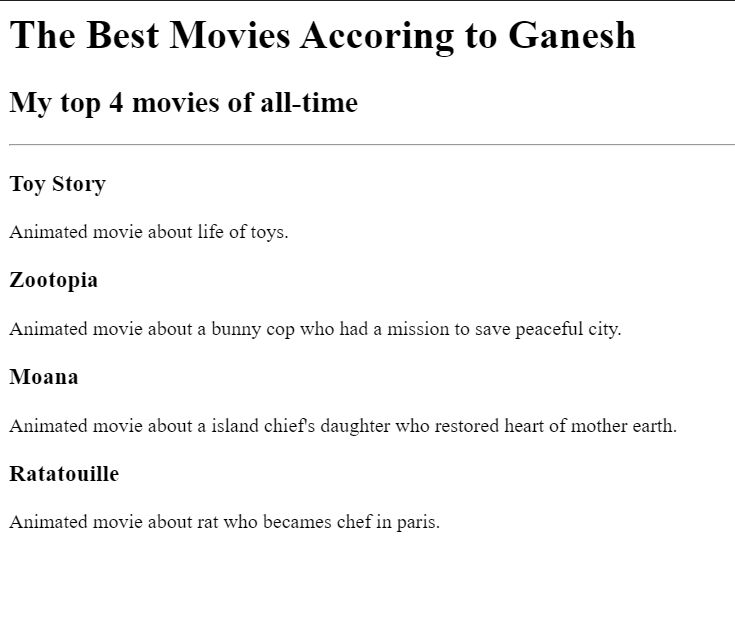 The Best Movies Accoring to Ganesh
My top 4 movies of all-time
Toy Story
Animated movie about life of toys.
Zootopia
Animated movie about a bunny cop who had a mission to save peaceful city.
Moana
Animated movie about a island chief's daughter who restored heart of mother earth.
Ratatouille
Animated movie about rat who becames chef in paris.